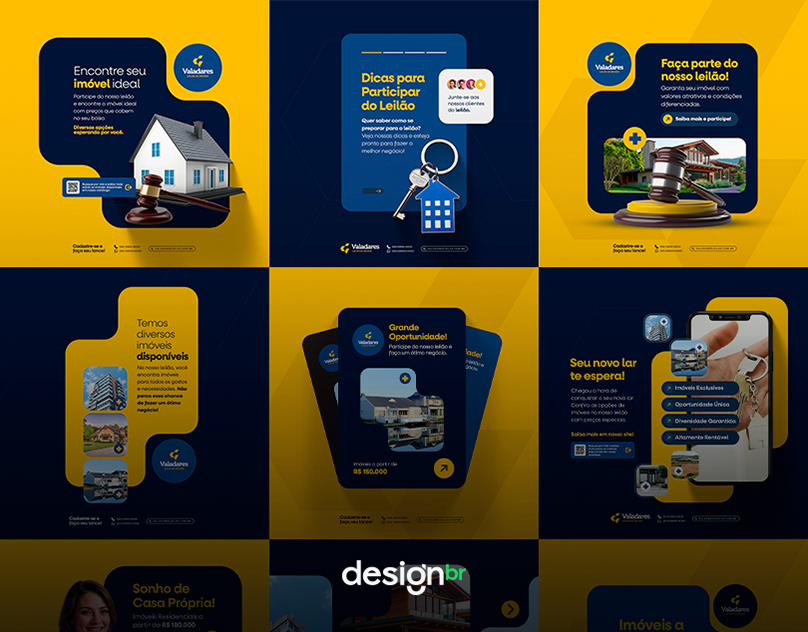 Encontre seu
imóvel ideal
Participe do nosso leilão
e encontre o imóvel ideal
com preços que cabem
no seu bolso.
Diversas opções
esperando por você.
Valadares
Cadastre-se e
faça seu lance!
Dicas para
Participar
do Leilão
Quer saber como se
preparar para o leilão?
Veja nossas dicas e esteja
pronto para fazer o
melhor negócio!
Junte-se aos
nossos clientes
do leilão.
Valadares
Valadares
Faça parte do
nosso leilão!
Garanta seu imóvel com
valores atrativos e condições
diferenciadas.
Saiba mais e participe!
Cadastre-se e
faça seu lance!
Temos
diversos
imóveis
disponíveis
No nosso leilão, você
encontra imóveis
para todos os gostos
e necessidades. Não
perca essa chance
de fazer um ótimo
negócio!
Valadares
Cadastre-se e
faça seu lance!
Valadares
Grande
Oportunidade!
Participe do nosso leilão e
faça um ótimo negócio.
Imóveis a partir de
R$ 150.000
Cadastre-se e
faça seu lance!
Seu novo lar
te espera!
Chegou a hora de
conquistar o seu novo lar
Confira as opções de
imóveis no nosso leilão
com preços especiais.
Saiba mais em nosso site!
Imóveis Exclusivos
Oportunidade Única
Diversidade Garantida
Altamente Rentável
Valadares
Sonho de
Casa Própria!
Imóveis Residenciais a
partir de R$ 180.000
designbr
Imóveis a
Valadares